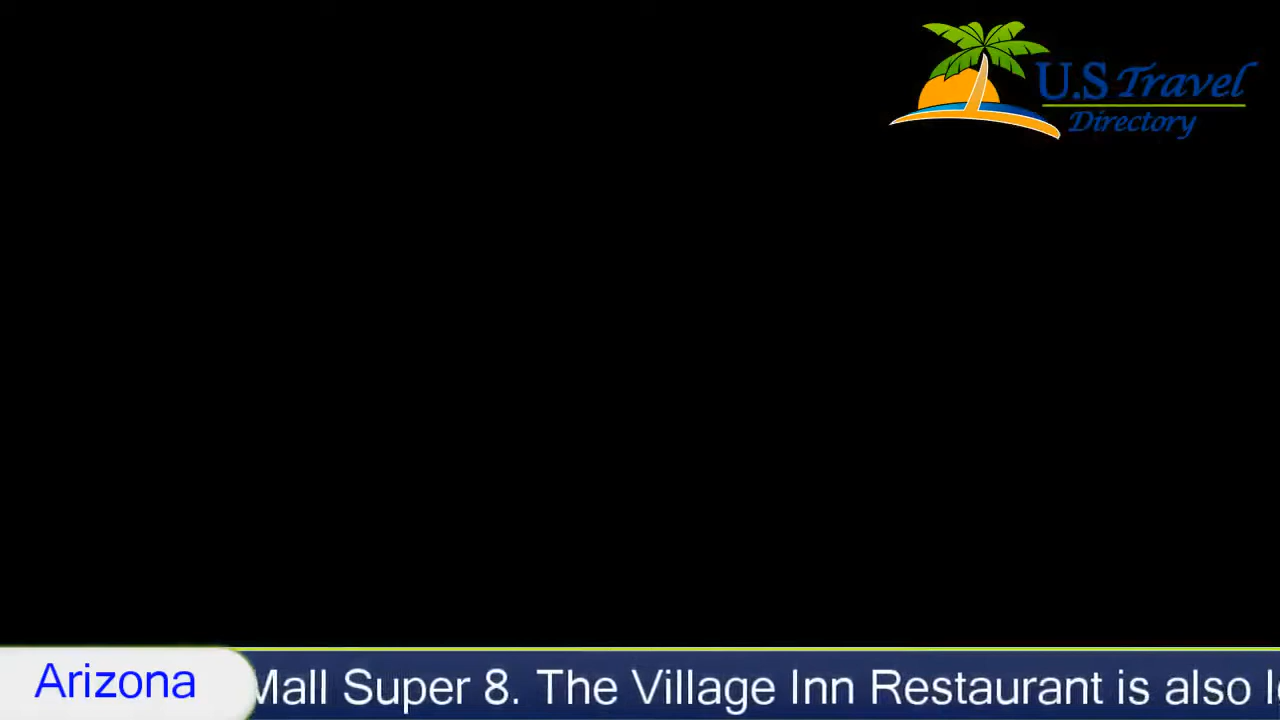 U.S Travel
Directory
Arizona
Mall Super 8. The Village Inn Restaurant is also